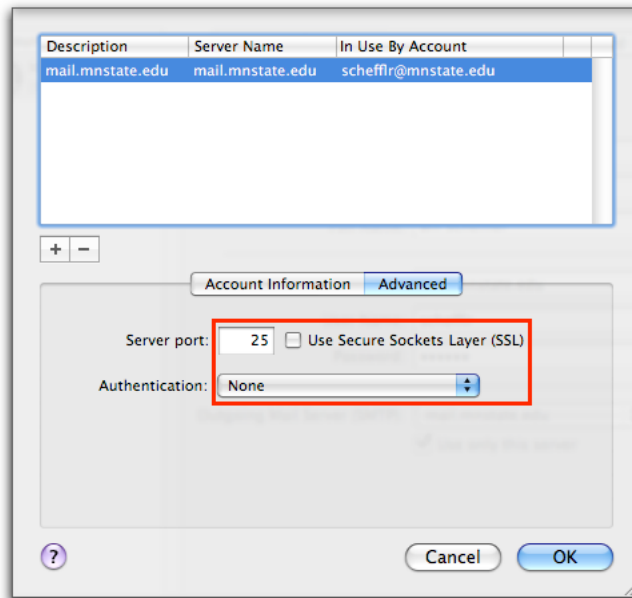 Description Server Name In Use By Account
mail.mnstate.edu mail.mnstate.edu schefflr@mnstate.edu
+ −
Account Information Advanced
Server port: 25 Use Secure Sockets Layer (SSL)
Authentication: None
? Cancel OK